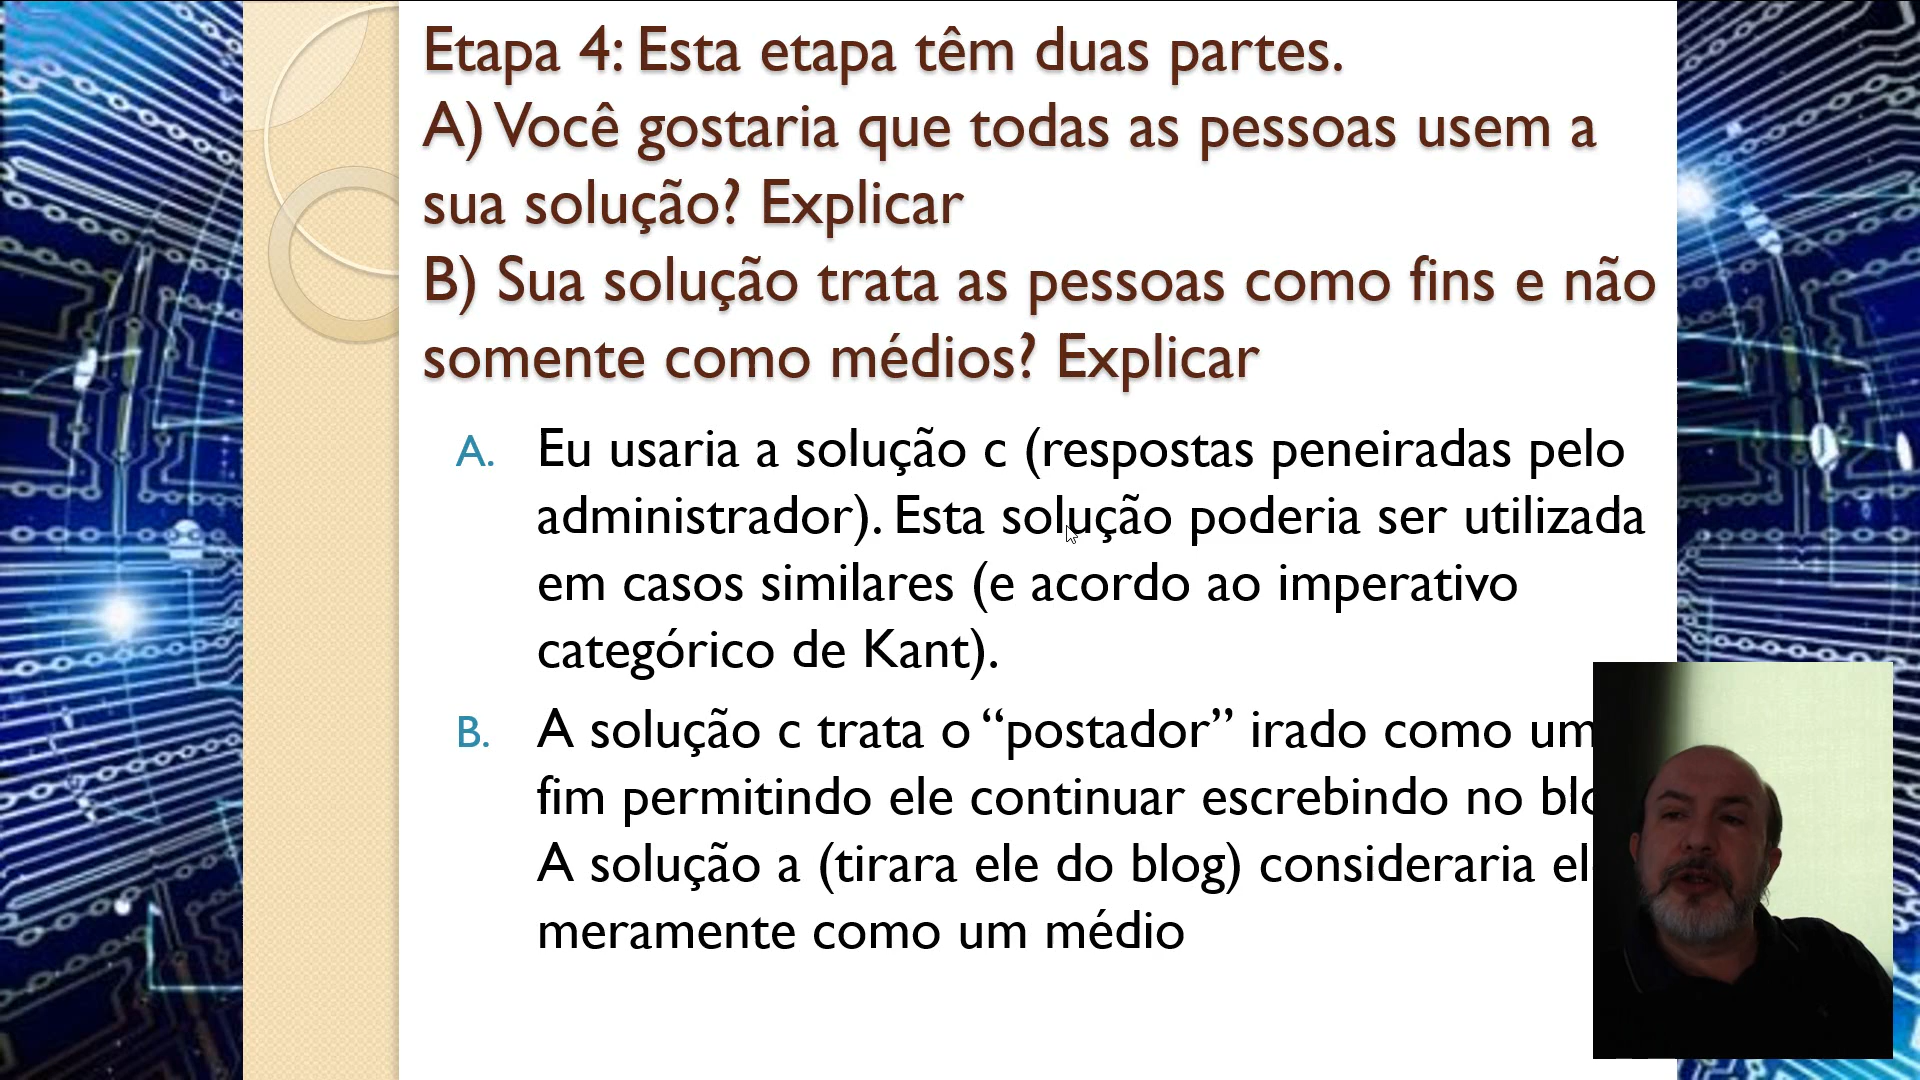 Etapa 4: Esta etapa têm duas partes.
A) Você gostaria que todas as pessoas usem a
sua solução? Explicar
B) Sua solução trata as pessoas como fins e não
somente como médios? Explicar
A. Eu usaria a solução c (respostas peneiradas pelo
administrador). Esta solução poderia ser utilizada
em casos similares (e acordo ao imperativo
categórico de Kant).
B. A solução c trata o “postador” irado como um
fim permitindo ele continuar escrebindo no
A solução a (tirara ele do blog) consideraria
meramente como um médio